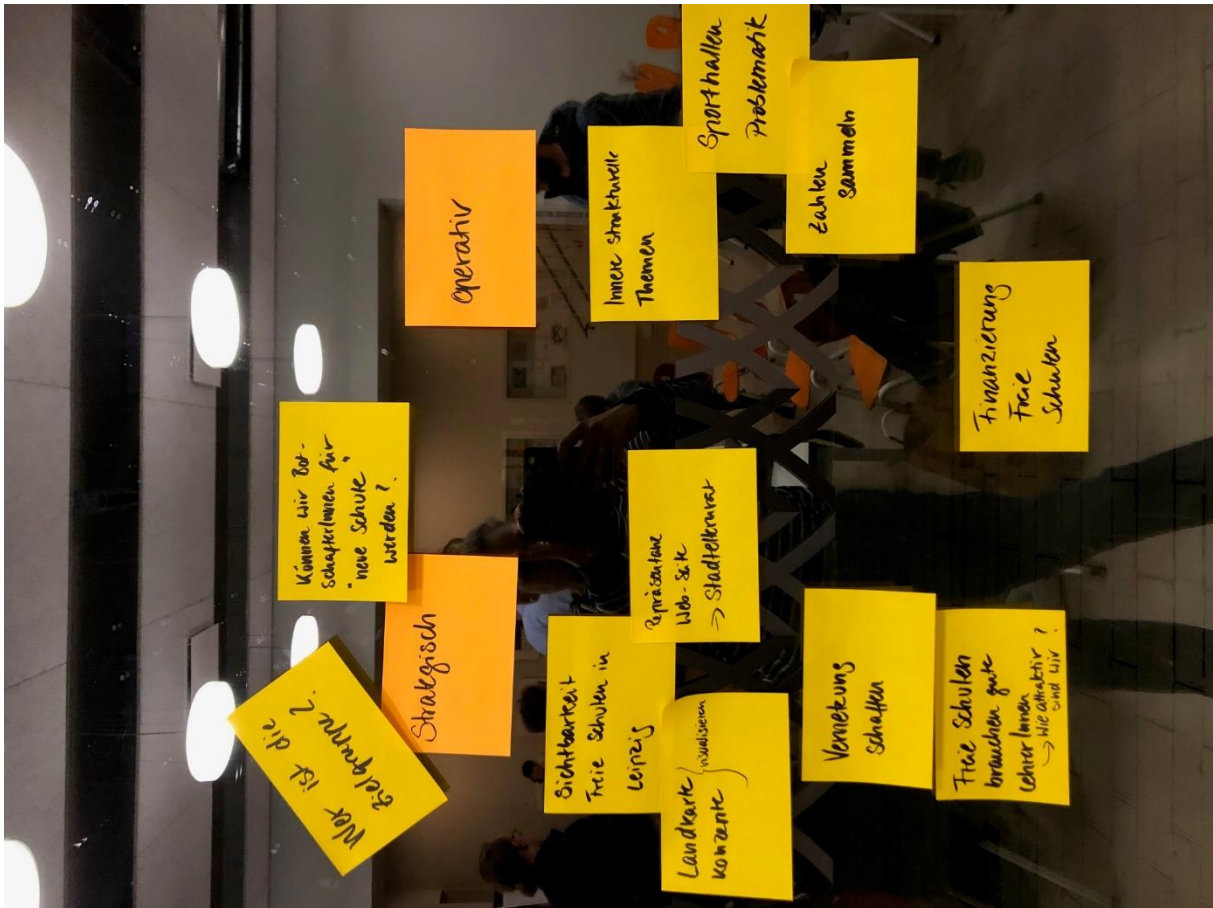 Wer ist die
Zielgruppe?
Können wir Bot-
schafterInnen für
"neue Schule"
werden?
Strategisch
operativ
Sichtbarkeit
Freie Schulen in
Leipzig
Repräsentane
Web-Seite
→ Stadtelternrat
Landkarte
Konzepte } visualisieren
Vernetzung
schaffen
Freie Schulen
brauchen gute
LehrerInnen
→ Wie attraktiv
sind wir?
Innere strukturelle
Themen
Sporthallen
Problematik
Zahlen
sammeln
Finanzierung
Freie
Schulen